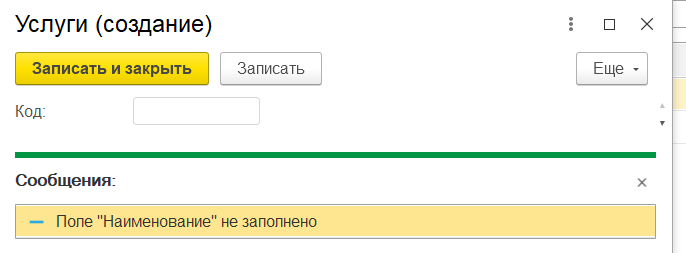 Услуги (создание)
Записать и закрыть
Записать
Еще
Код:
Сообщения:
Поле "Наименование" не заполнено